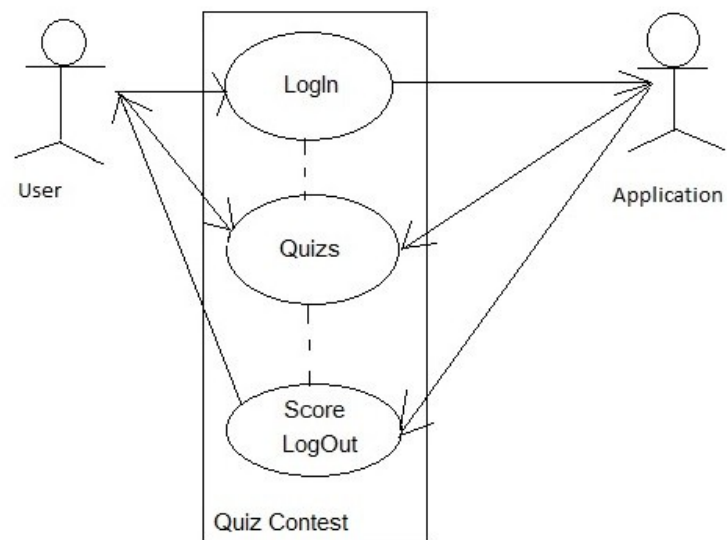 LogIn
User
Application
Quizs
Score
LogOut
Quiz Contest